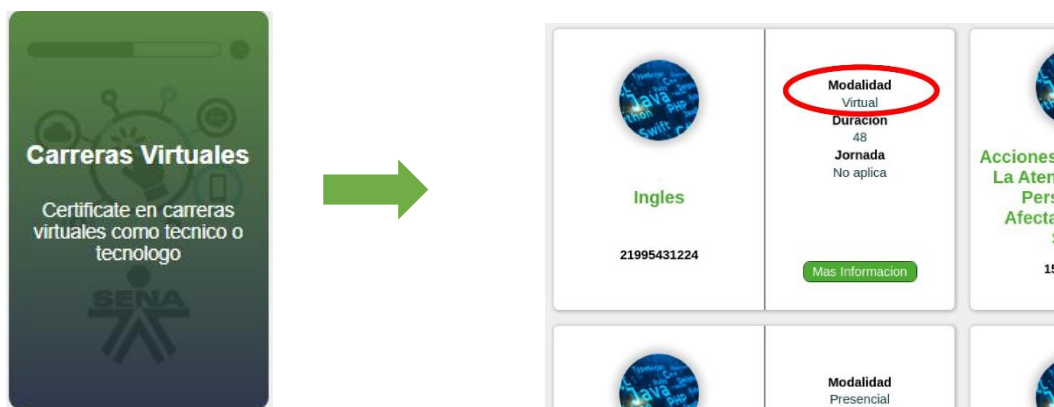 Carreras Virtuales
Certificate en carreras
virtuales como tecnico o
tecnologo
SENA
Ingles
21995431224
Modalidad
Virtual
Duracion
48
Jornada
No aplica
Mas Informacion
Acciones
La Aten
Pers
Afecta
S
15
Modalidad
Presencial